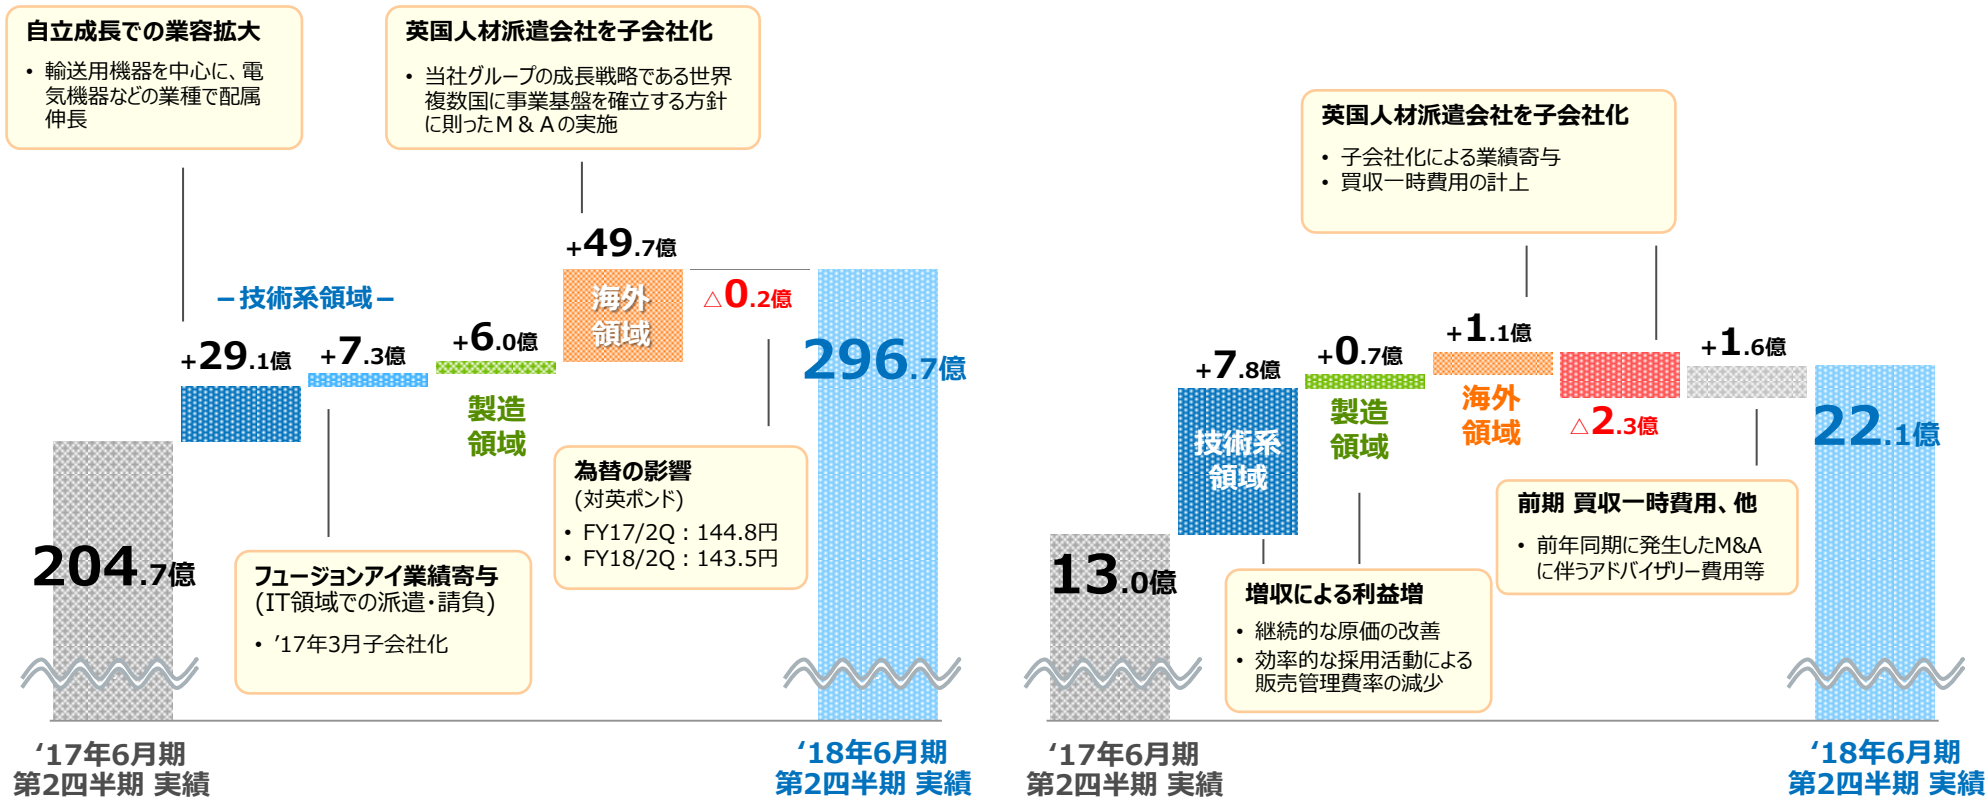 自立成長での業容拡大
• 輸送用機器を中心に、電
気機器などの業種で配属
伸長
英国人材派遣会社を子会社化
• 当社グループの成長戦略である世界
複数国に事業基盤を確立する方針
に則ったM&Aの実施
－技術系領域－
+29.1億
+7.3億
+6.0億
製造
領域
+49.7億
海外
領域
△0.2億
204.7億
296.7億
フュージョンアイ業績寄与
(IT領域での派遣・請負)
• ’17年3月子会社化
為替の影響
(対英ポンド)
• FY17/2Q：144.8円
• FY18/2Q：143.5円
‘17年6月期
第2四半期 実績
‘18年6月期
第2四半期 実績
英国人材派遣会社を子会社化
• 子会社化による業績寄与
• 買収一時費用の計上
13.0億
+7.8億
技術系
領域
+0.7億
製造
領域
+1.1億
海外
領域
△2.3億
+1.6億
22.1億
増収による利益増
• 継続的な原価の改善
• 効率的な採用活動による
販売管理費率の減少
前期 買収一時費用、他
• 前年同期に発生したM&A
に伴うアドバイザリー費用等
‘17年6月期
第2四半期 実績
‘18年6月期
第2四半期 実績